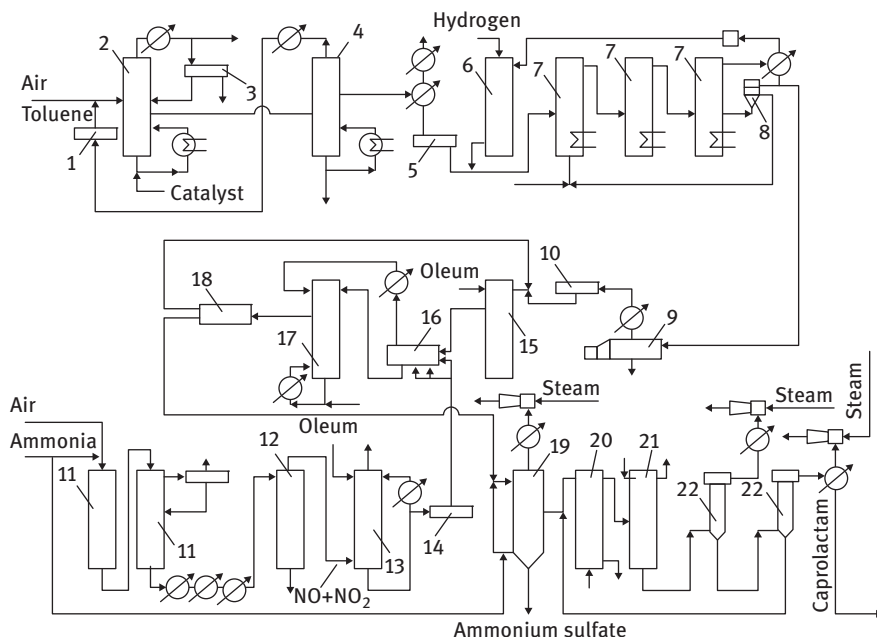 Hydrogen
2
4
3
6
7
7
7
Air
Toluene
1
5
8
Catalyst
Oleum
10
18
16
9
17
15
Steam
Steam
Steam
Air
Ammonia
Oleum
12
19
20
21
11
22
22
11
13
14
NO+NO2
Caprolactam
Ammonium sulfate